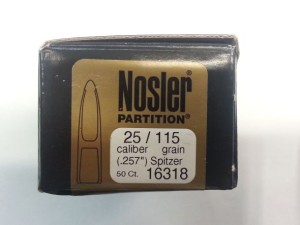 Nosler®
PARTITION®
25 / 115
caliber grain
(.257") Spitzer
50 Ct. 16318